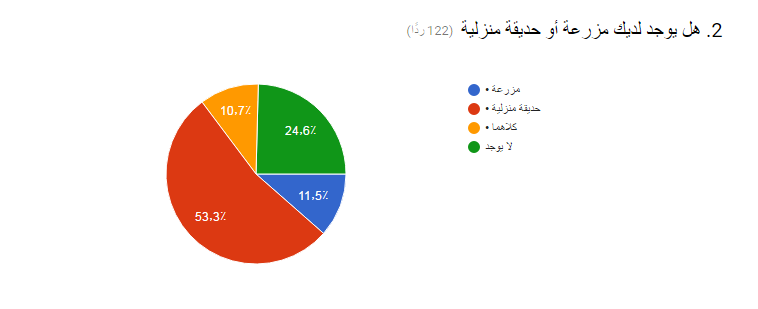 2. هل يوجد لديك مزرعة أو حديقة منزلية (122 ردًّا)
• مزرعة
• حديقة منزلية
• كلاهما
لا يوجد
10،7٪
24،6٪
11،5٪
53،3٪